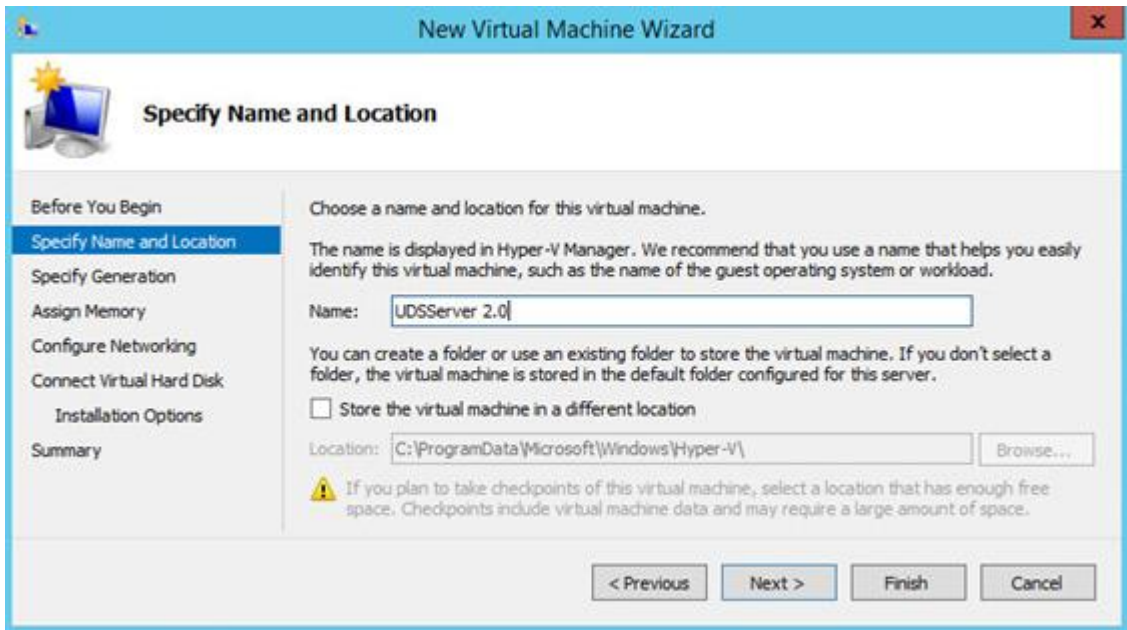 New Virtual Machine Wizard
x
Specify Name and Location
Before You Begin
Specify Name and Location
Specify Generation
Assign Memory
Configure Networking
Connect Virtual Hard Disk
Installation Options
Summary
Choose a name and location for this virtual machine.
The name is displayed in Hyper-V Manager. We recommend that you use a name that helps you easily
identify this virtual machine, such as the name of the guest operating system or workload.
Name: UDSServer 2.0
You can create a folder or use an existing folder to store the virtual machine. If you don't select a
folder, the virtual machine is stored in the default folder configured for this server.
Store the virtual machine in a different location
Location: C:\ProgramData\Microsoft\Windows\Hyper-V\ Browse...
If you plan to take checkpoints of this virtual machine, select a location that has enough free
space. Checkpoints include virtual machine data and may require a large amount of space.
< Previous Next > Finish Cancel